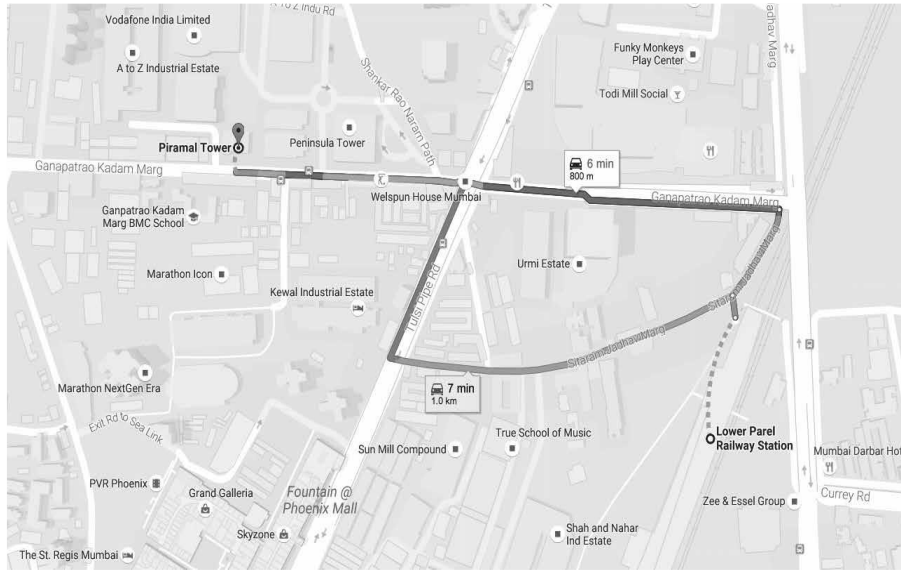 A to Z Indu Rd
Vodafone India Limited
A to Z Industrial Estate
Shankar Rao Naram Path
Funky Monkeys
Play Center
Todi Mill Social
Piramal Tower
Peninsula Tower
6 min
800 m
Ganapatrao Kadam Marg
Welspun House Mumbai
Ganapatrao Kadam Marg
Ganpatrao Kadam
Marg BMC School
Urmi Estate
Marathon Icon
Tulsi Pipe Rd
Kewal Industrial Estate
Sitaram Jadhav Marg
Sitaram Jadhav Marg
Marathon NextGen Era
7 min
1.0 km
Exit Rd to Sea Link
Sun Mill Compound
True School of Music
Lower Parel
Railway Station
Mumbai Darbar Hot
PVR Phoenix
Grand Galleria
Fountain @
Phoenix Mall
Zee & Essel Group
Currey Rd
Skyzone
Shah and Nahar
Ind Estate
The St. Regis Mumbai